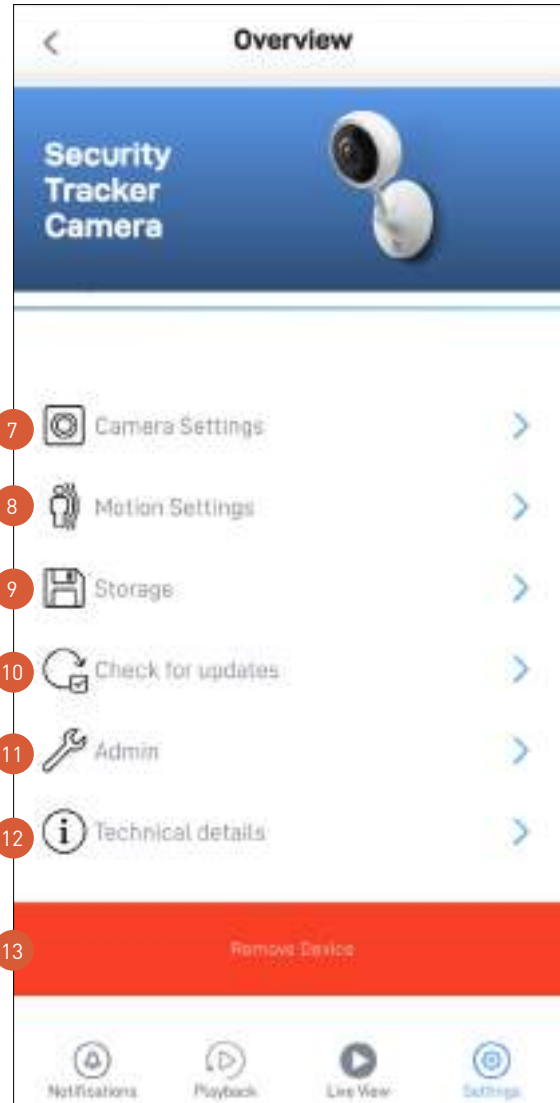 Overview
Security
Tracker
Camera
7 Camera Settings
8 Motion Settings
9 Storage
10 Check for updates
11 Admin
12 Technical details
13 Remove Device
Notifications Playback Live View Settings